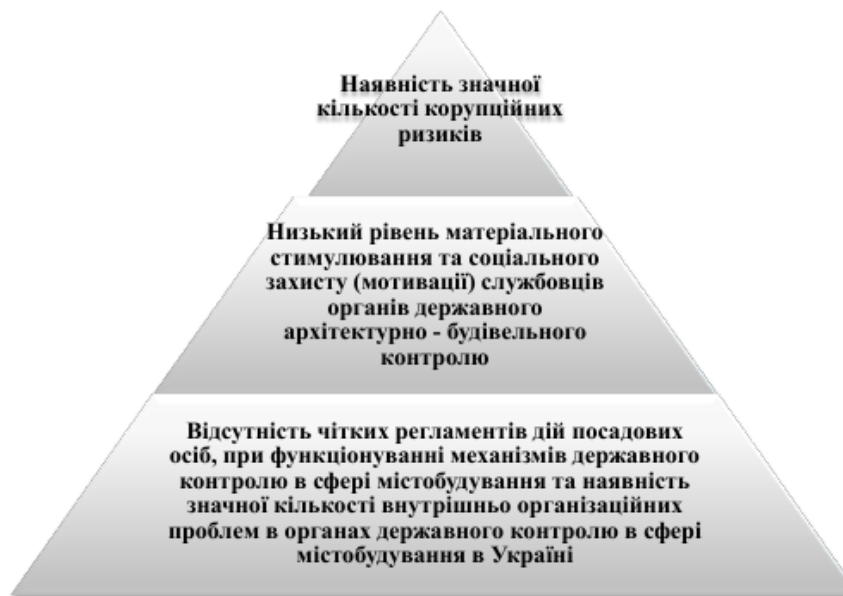 Наявність значної
кількості корупційних
ризиків
Низький рівень матеріального
стимулювання та соціального
захисту (мотивації) службовців
органів державного
архітектурно - будівельного
контролю
Відсутність чітких регламентів дій посадових
осіб, при функціонуванні механізмів державного
контролю в сфері містобудування та наявність
значної кількості внутрішньо організаційних
проблем в органах державного контролю в сфері
містобудування в Україні